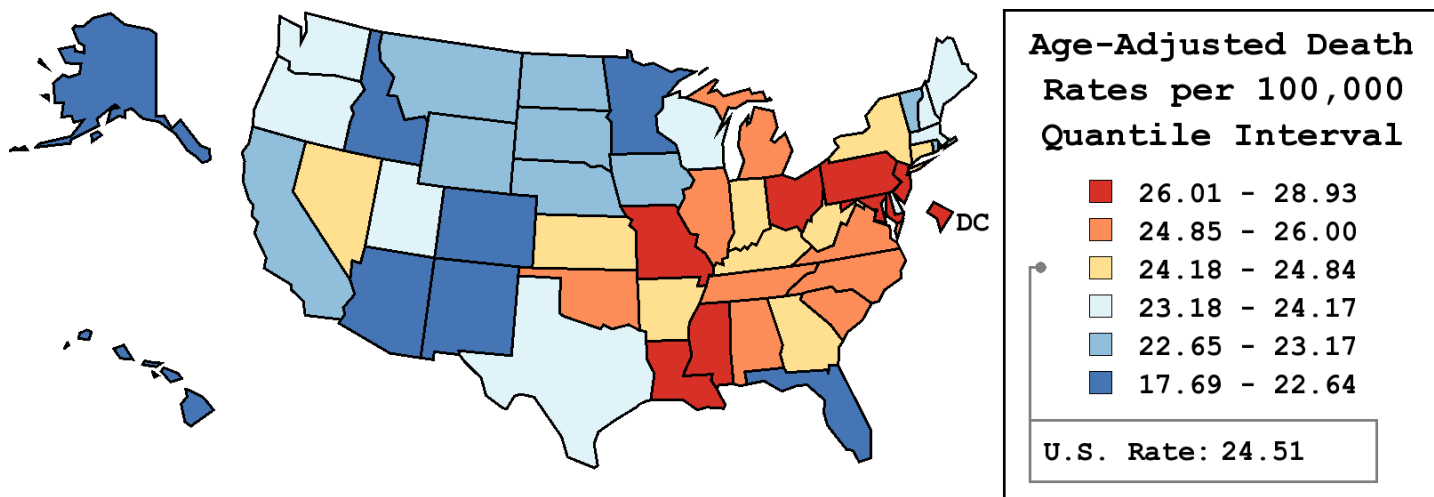 Age-Adjusted Death
Rates per 100,000
Quantile Interval
26.01 - 28.93
24.85 - 26.00
24.18 - 24.84
23.18 - 24.17
22.65 - 23.17
17.69 - 22.64
U.S. Rate: 24.51
DC